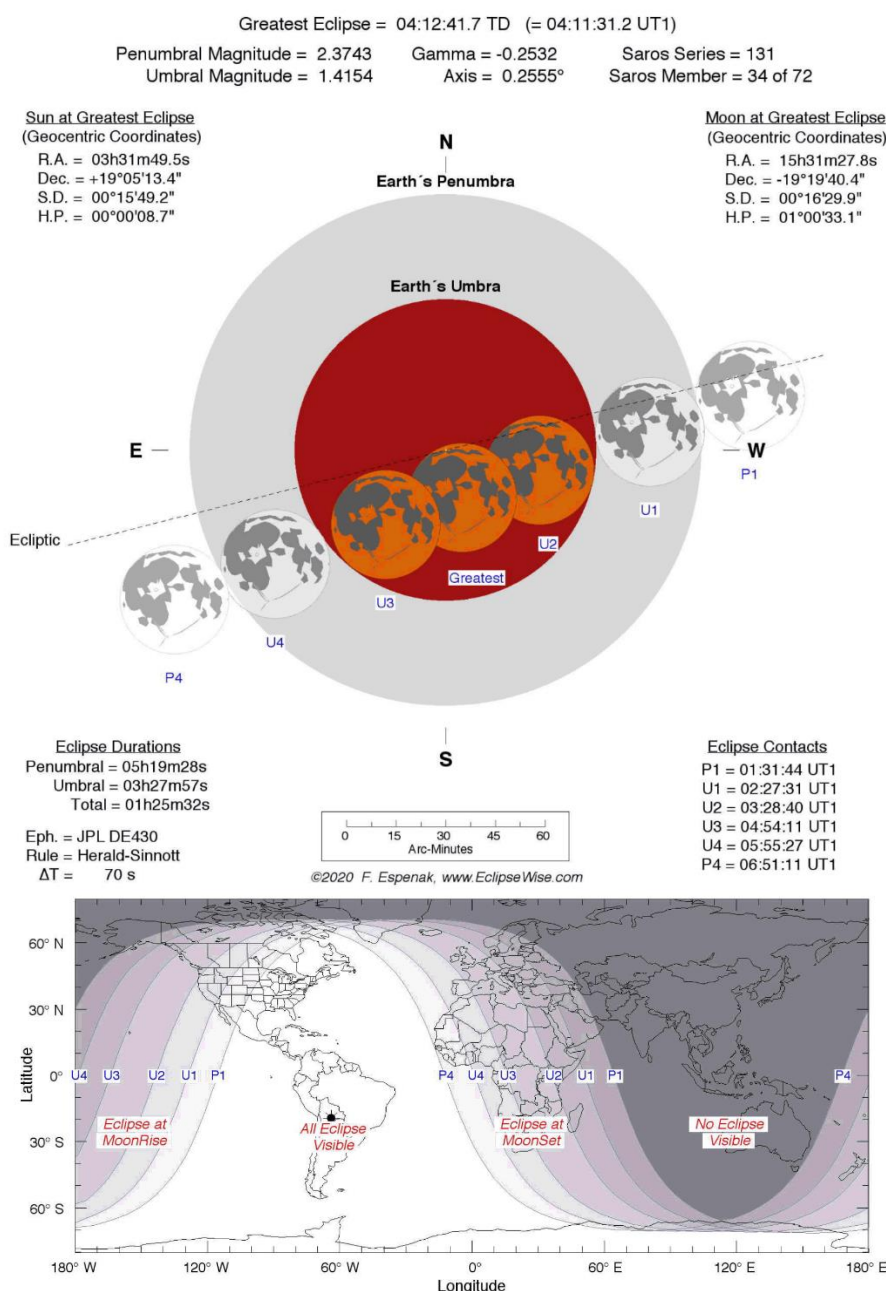 Greatest Eclipse = 04:12:41.7 TD (= 04:11:31.2 UT1)
Penumbral Magnitude = 2.3743 Gamma = -0.2532 Saros Series = 131
Umbral Magnitude = 1.4154 Axis = 0.2555° Saros Member = 34 of 72
Sun at Greatest Eclipse
(Geocentric Coordinates)
R.A. = 03h31m49.5s
Dec. = +19°05'13.4"
S.D. = 00°15'49.2"
H.P. = 00°00'08.7"
Moon at Greatest Eclipse
(Geocentric Coordinates)
R.A. = 15h31m27.8s
Dec. = -19°19'40.4"
S.D. = 00°16'29.9"
H.P. = 01°00'33.1"
N
Earth´s Penumbra
Earth´s Umbra
E
W
P1
U1
Ecliptic
U2
Greatest
U3
U4
P4
S
Eclipse Durations
Penumbral = 05h19m28s
Umbral = 03h27m57s
Total = 01h25m32s
Eph. = JPL DE430
Rule = Herald-Sinnott
ΔT = 70 s
0 15 30 45 60
Arc-Minutes
©2020 F. Espenak, www.EclipseWise.com
Eclipse Contacts
P1 = 01:31:44 UT1
U1 = 02:27:31 UT1
U2 = 03:28:40 UT1
U3 = 04:54:11 UT1
U4 = 05:55:27 UT1
P4 = 06:51:11 UT1
Latitude
60° N
30° N
0°
30° S
60° S
U4 U3 U2 U1 P1 P4 U4 U3 U2 U1 P1 P4
Eclipse at
MoonRise
All Eclipse
Visible
Eclipse at
MoonSet
No Eclipse
Visible
180° W 120° W 60° W 0° 60° E 120° E 180° E
Longitude